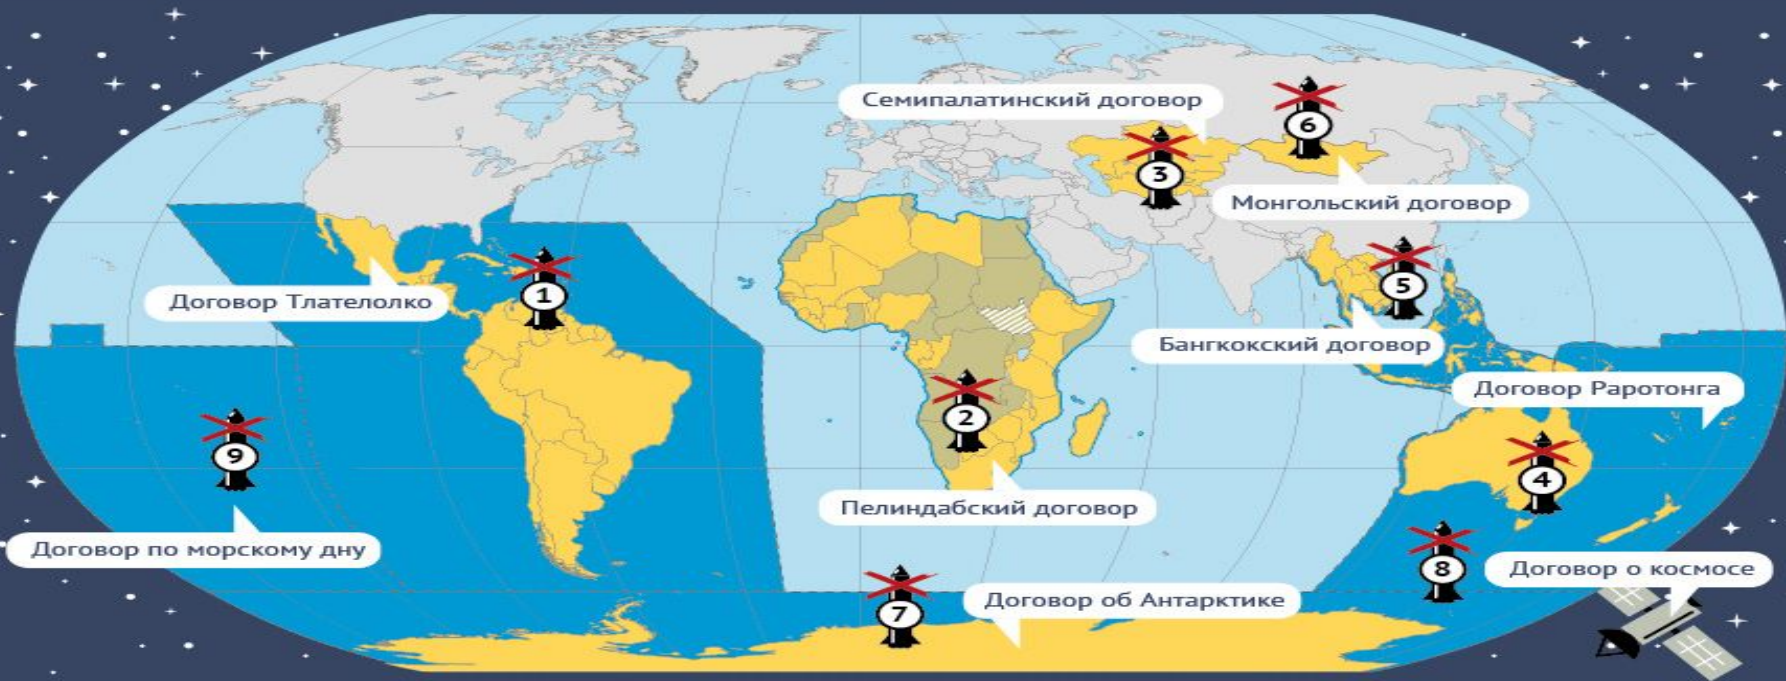 Семипалатинский договор
6
3
Монгольский договор
Договор Тлателолко
1
5
Бангкокский договор
Договор Раротонга
2
9
4
Пелиндабский договор
Договор по морскому дну
8
Договор о космосе
7
Договор об Антарктике